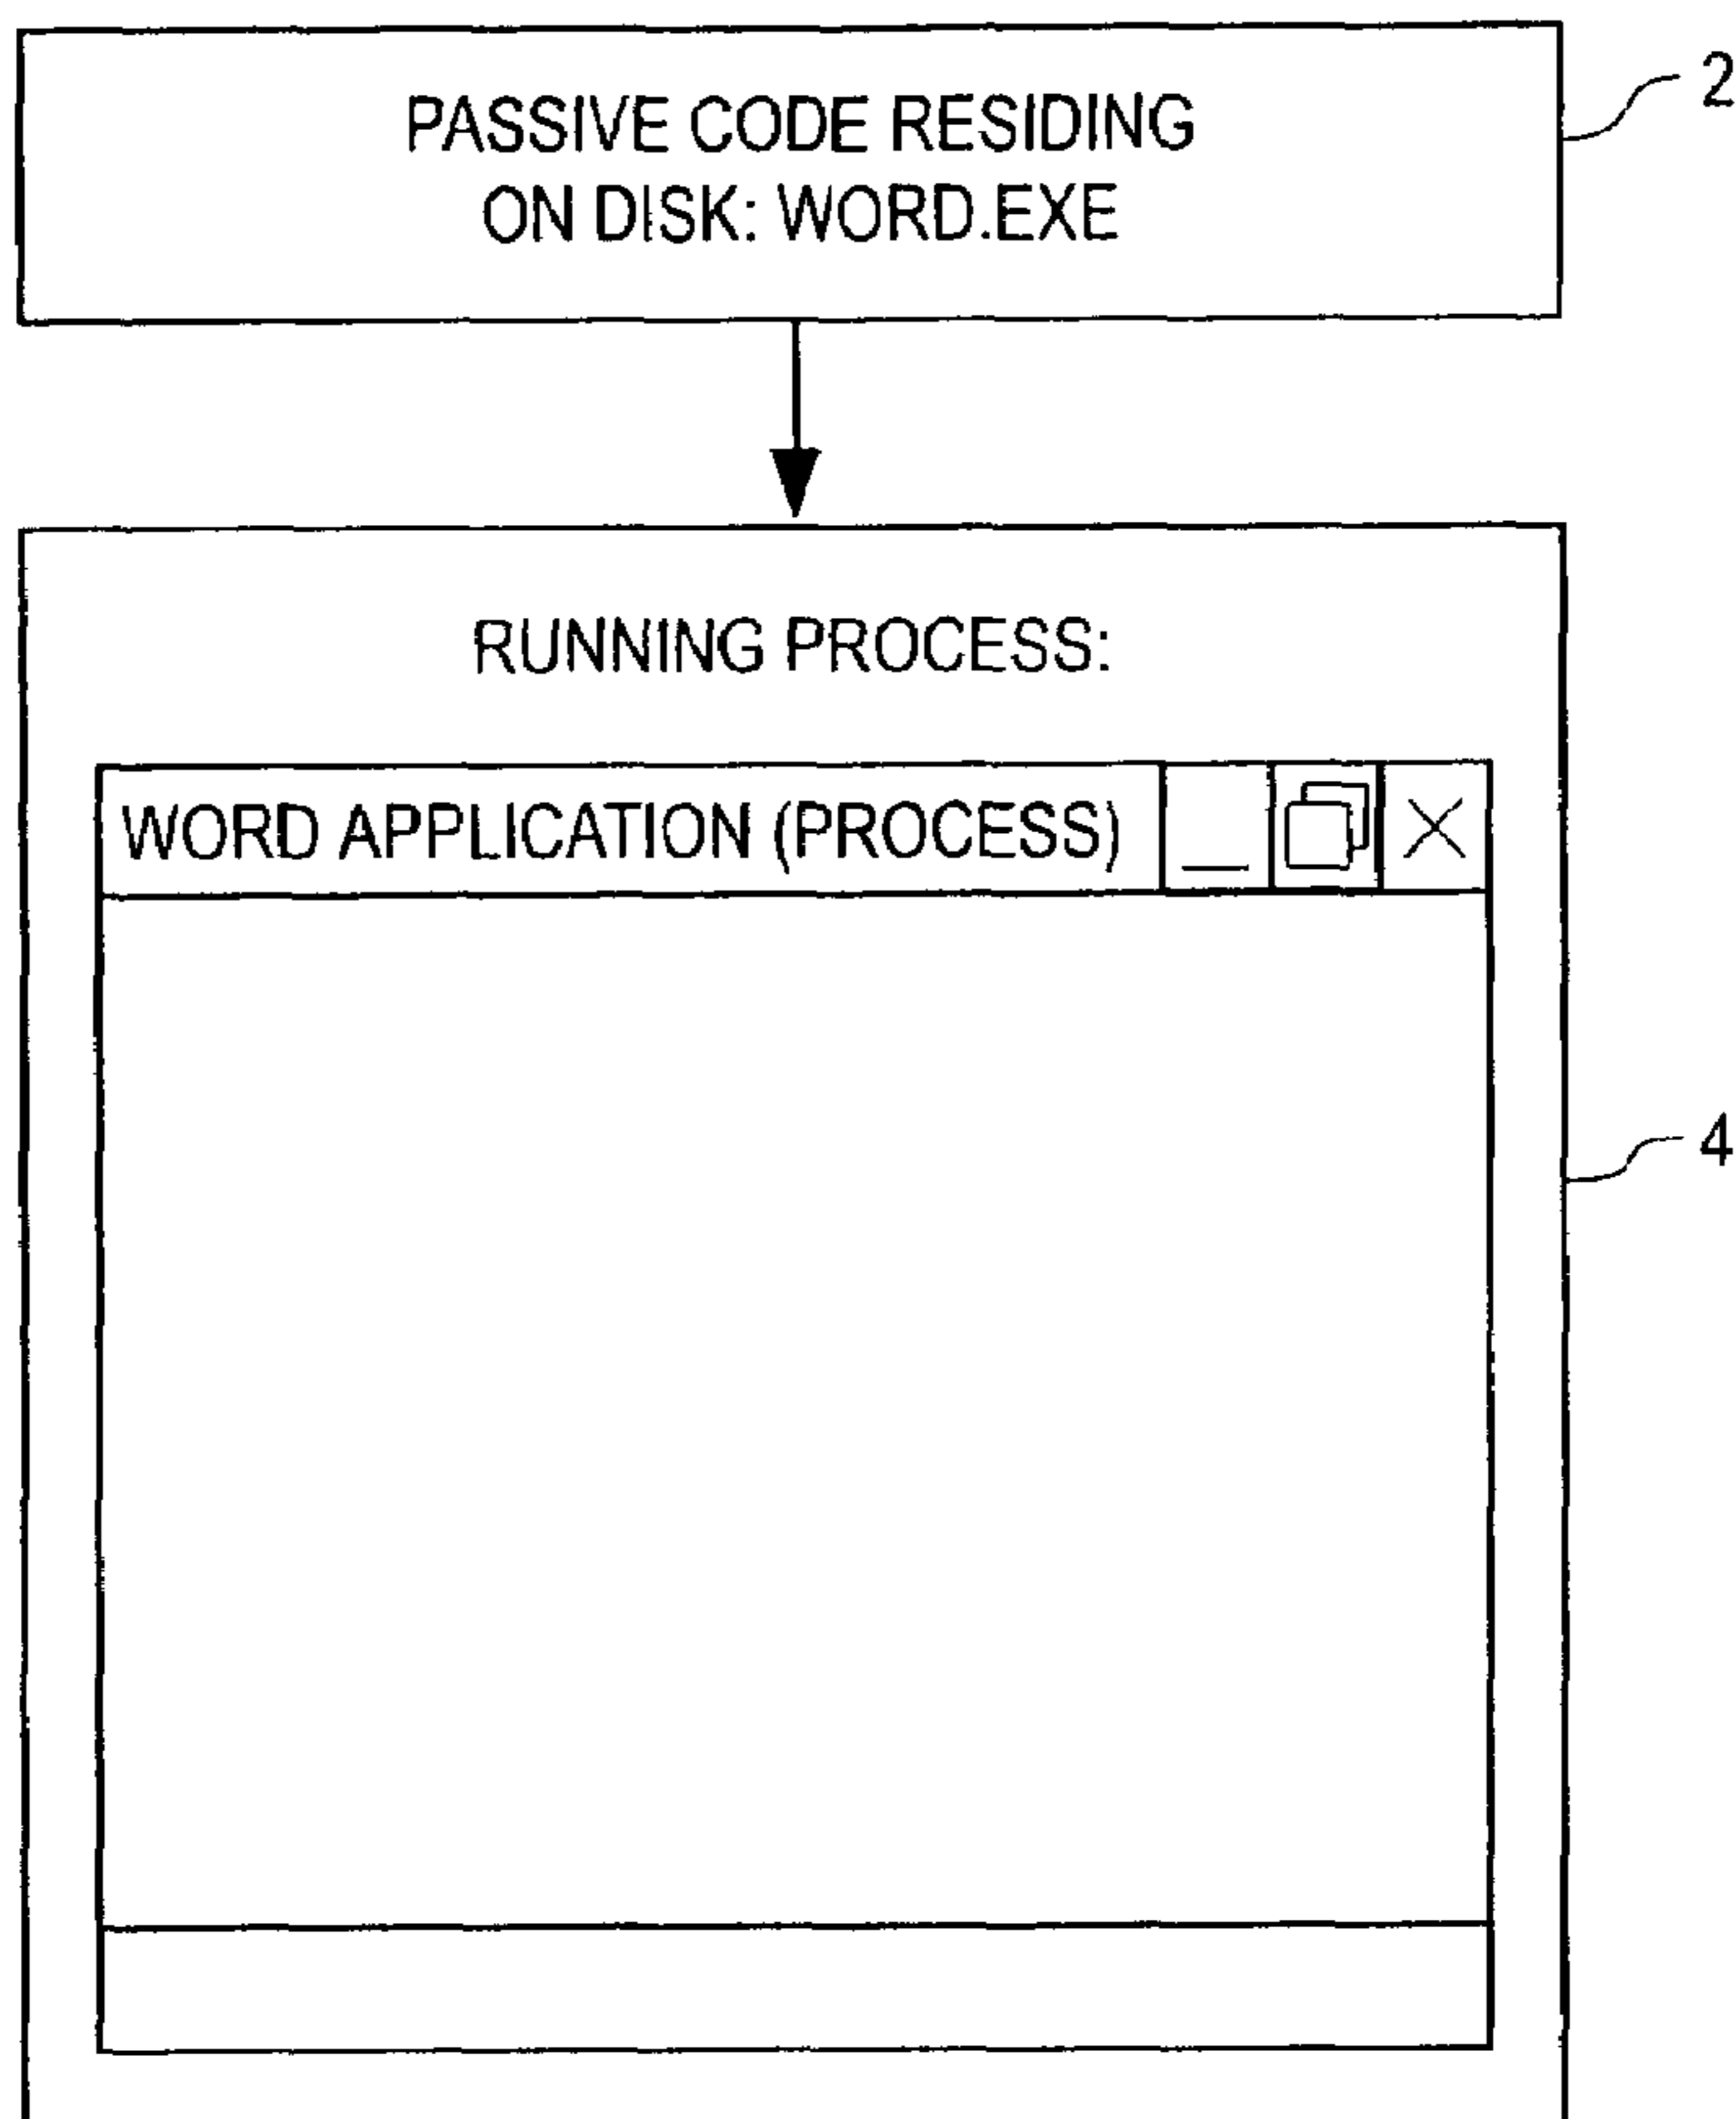 PASSIVE CODE RESIDING
ON DISK: WORD.EXE
2
RUNNING PROCESS:
WORD APPLICATION (PROCESS)
4